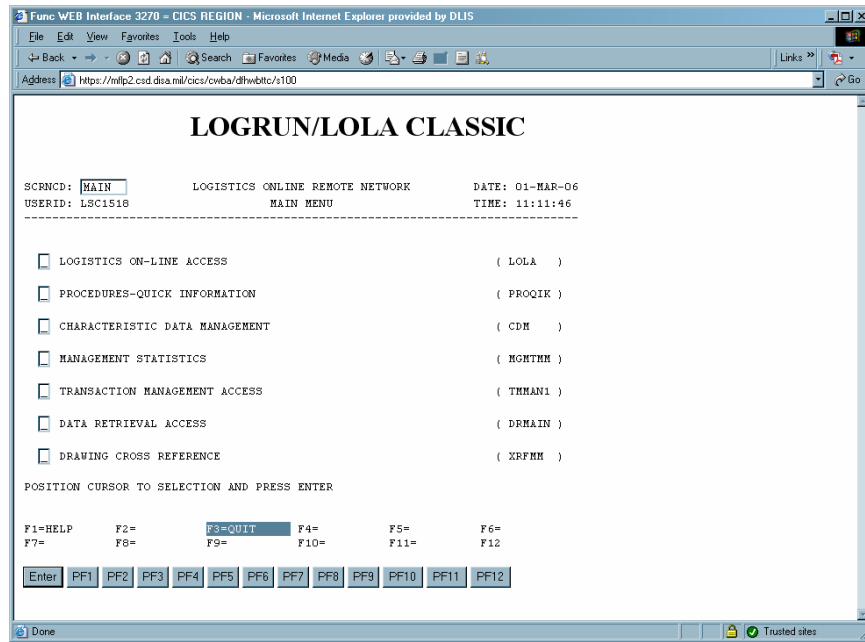 Func WEB Interface 3270 = CICS REGION - Microsoft Internet Explorer provided by DLIS
File Edit View Favorites Tools Help
Back Search Favorites Media Links »
Address https://mflp2.csd.disa.mil/cics/cwba/dfhwbttc/s100 Go
LOGRUN/LOLA CLASSIC
SCRNCD: MAIN LOGISTICS ONLINE REMOTE NETWORK DATE: 01-MAR-06
USERID: LSC1518 MAIN MENU TIME: 11:11:46
--------------------------------------------------------------------------------
_ LOGISTICS ON-LINE ACCESS ( LOLA )
_ PROCEDURES-QUICK INFORMATION ( PROQIK )
_ CHARACTERISTIC DATA MANAGEMENT ( CDM )
_ MANAGEMENT STATISTICS ( MGMTMM )
_ TRANSACTION MANAGEMENT ACCESS ( TMMAN1 )
_ DATA RETRIEVAL ACCESS ( DRMAIN )
_ DRAWING CROSS REFERENCE ( XRFMM )
POSITION CURSOR TO SELECTION AND PRESS ENTER
F1=HELP F2= F3=QUIT F4= F5= F6=
F7= F8= F9= F10= F11= F12
Enter PF1 PF2 PF3 PF4 PF5 PF6 PF7 PF8 PF9 PF10 PF11 PF12
Done Trusted sites